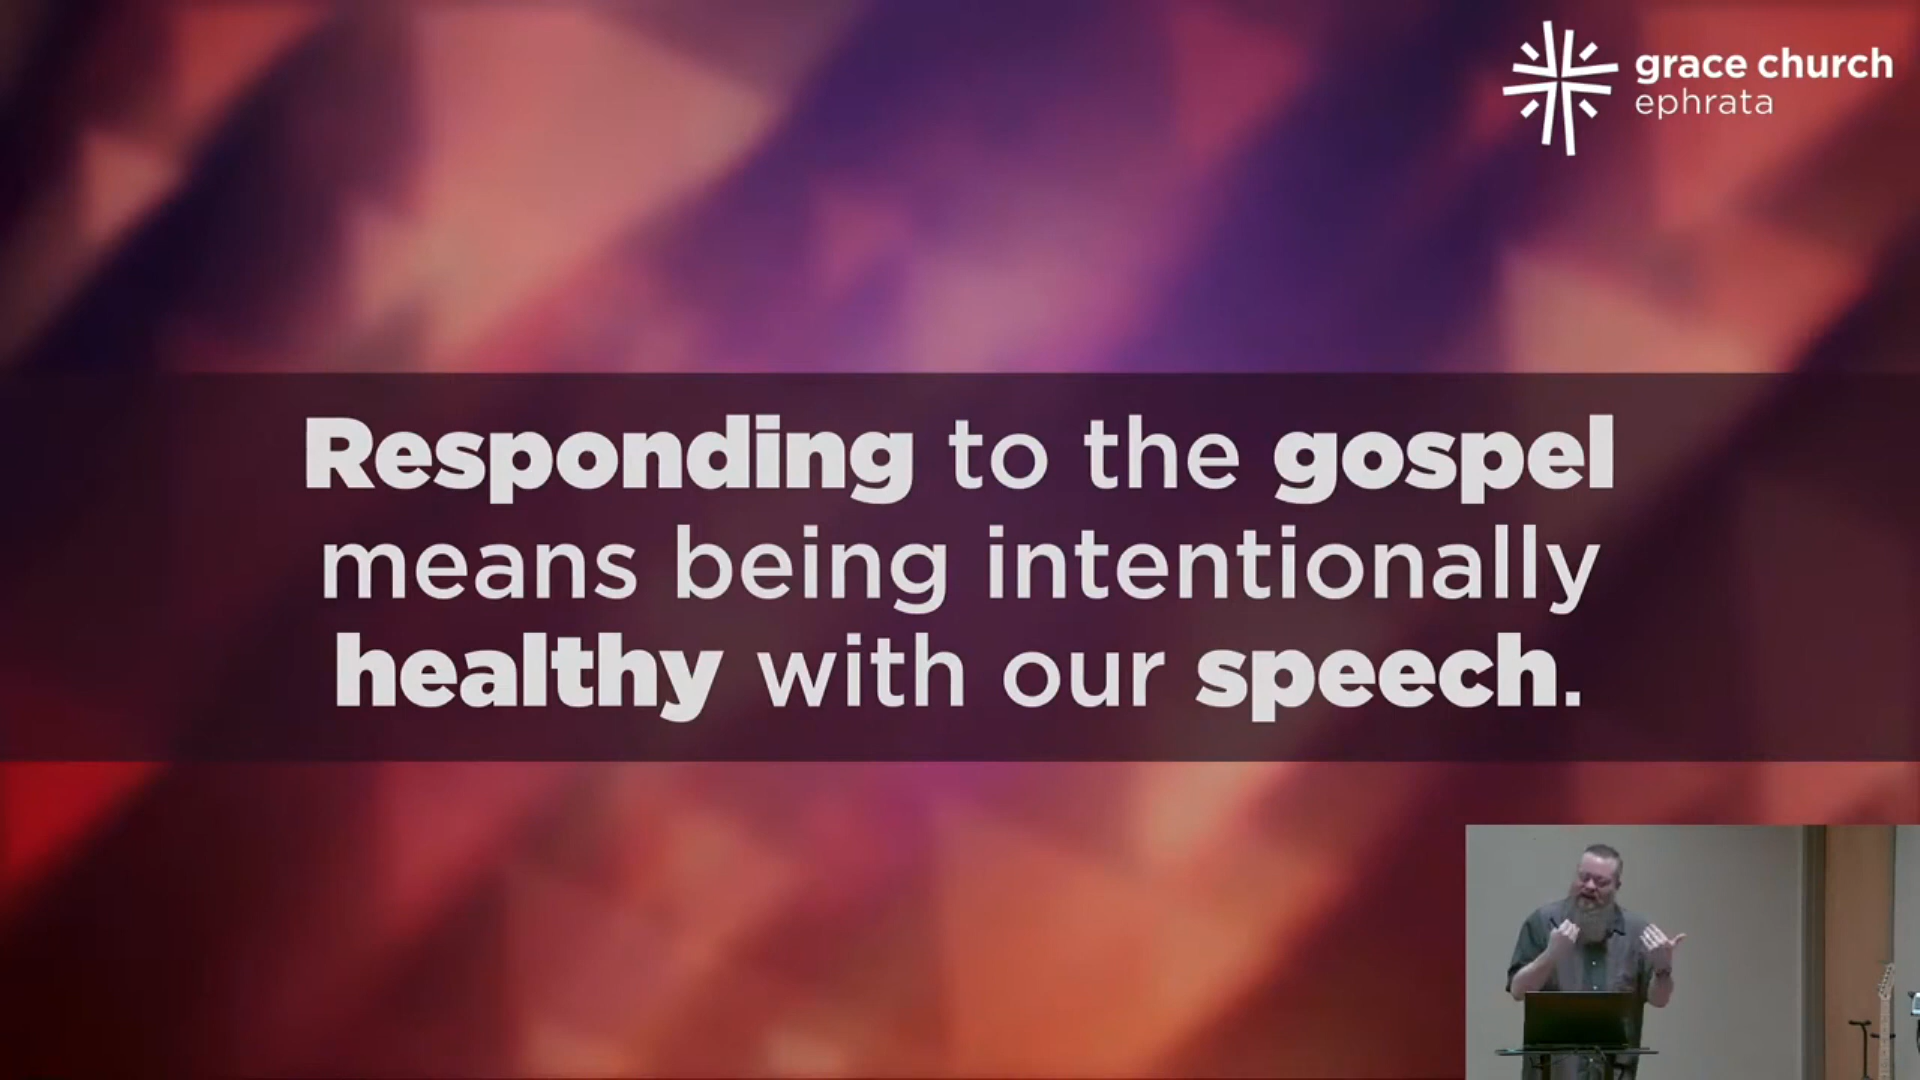 grace church
ephrata
Responding to the gospel
means being intentionally
healthy with our speech.